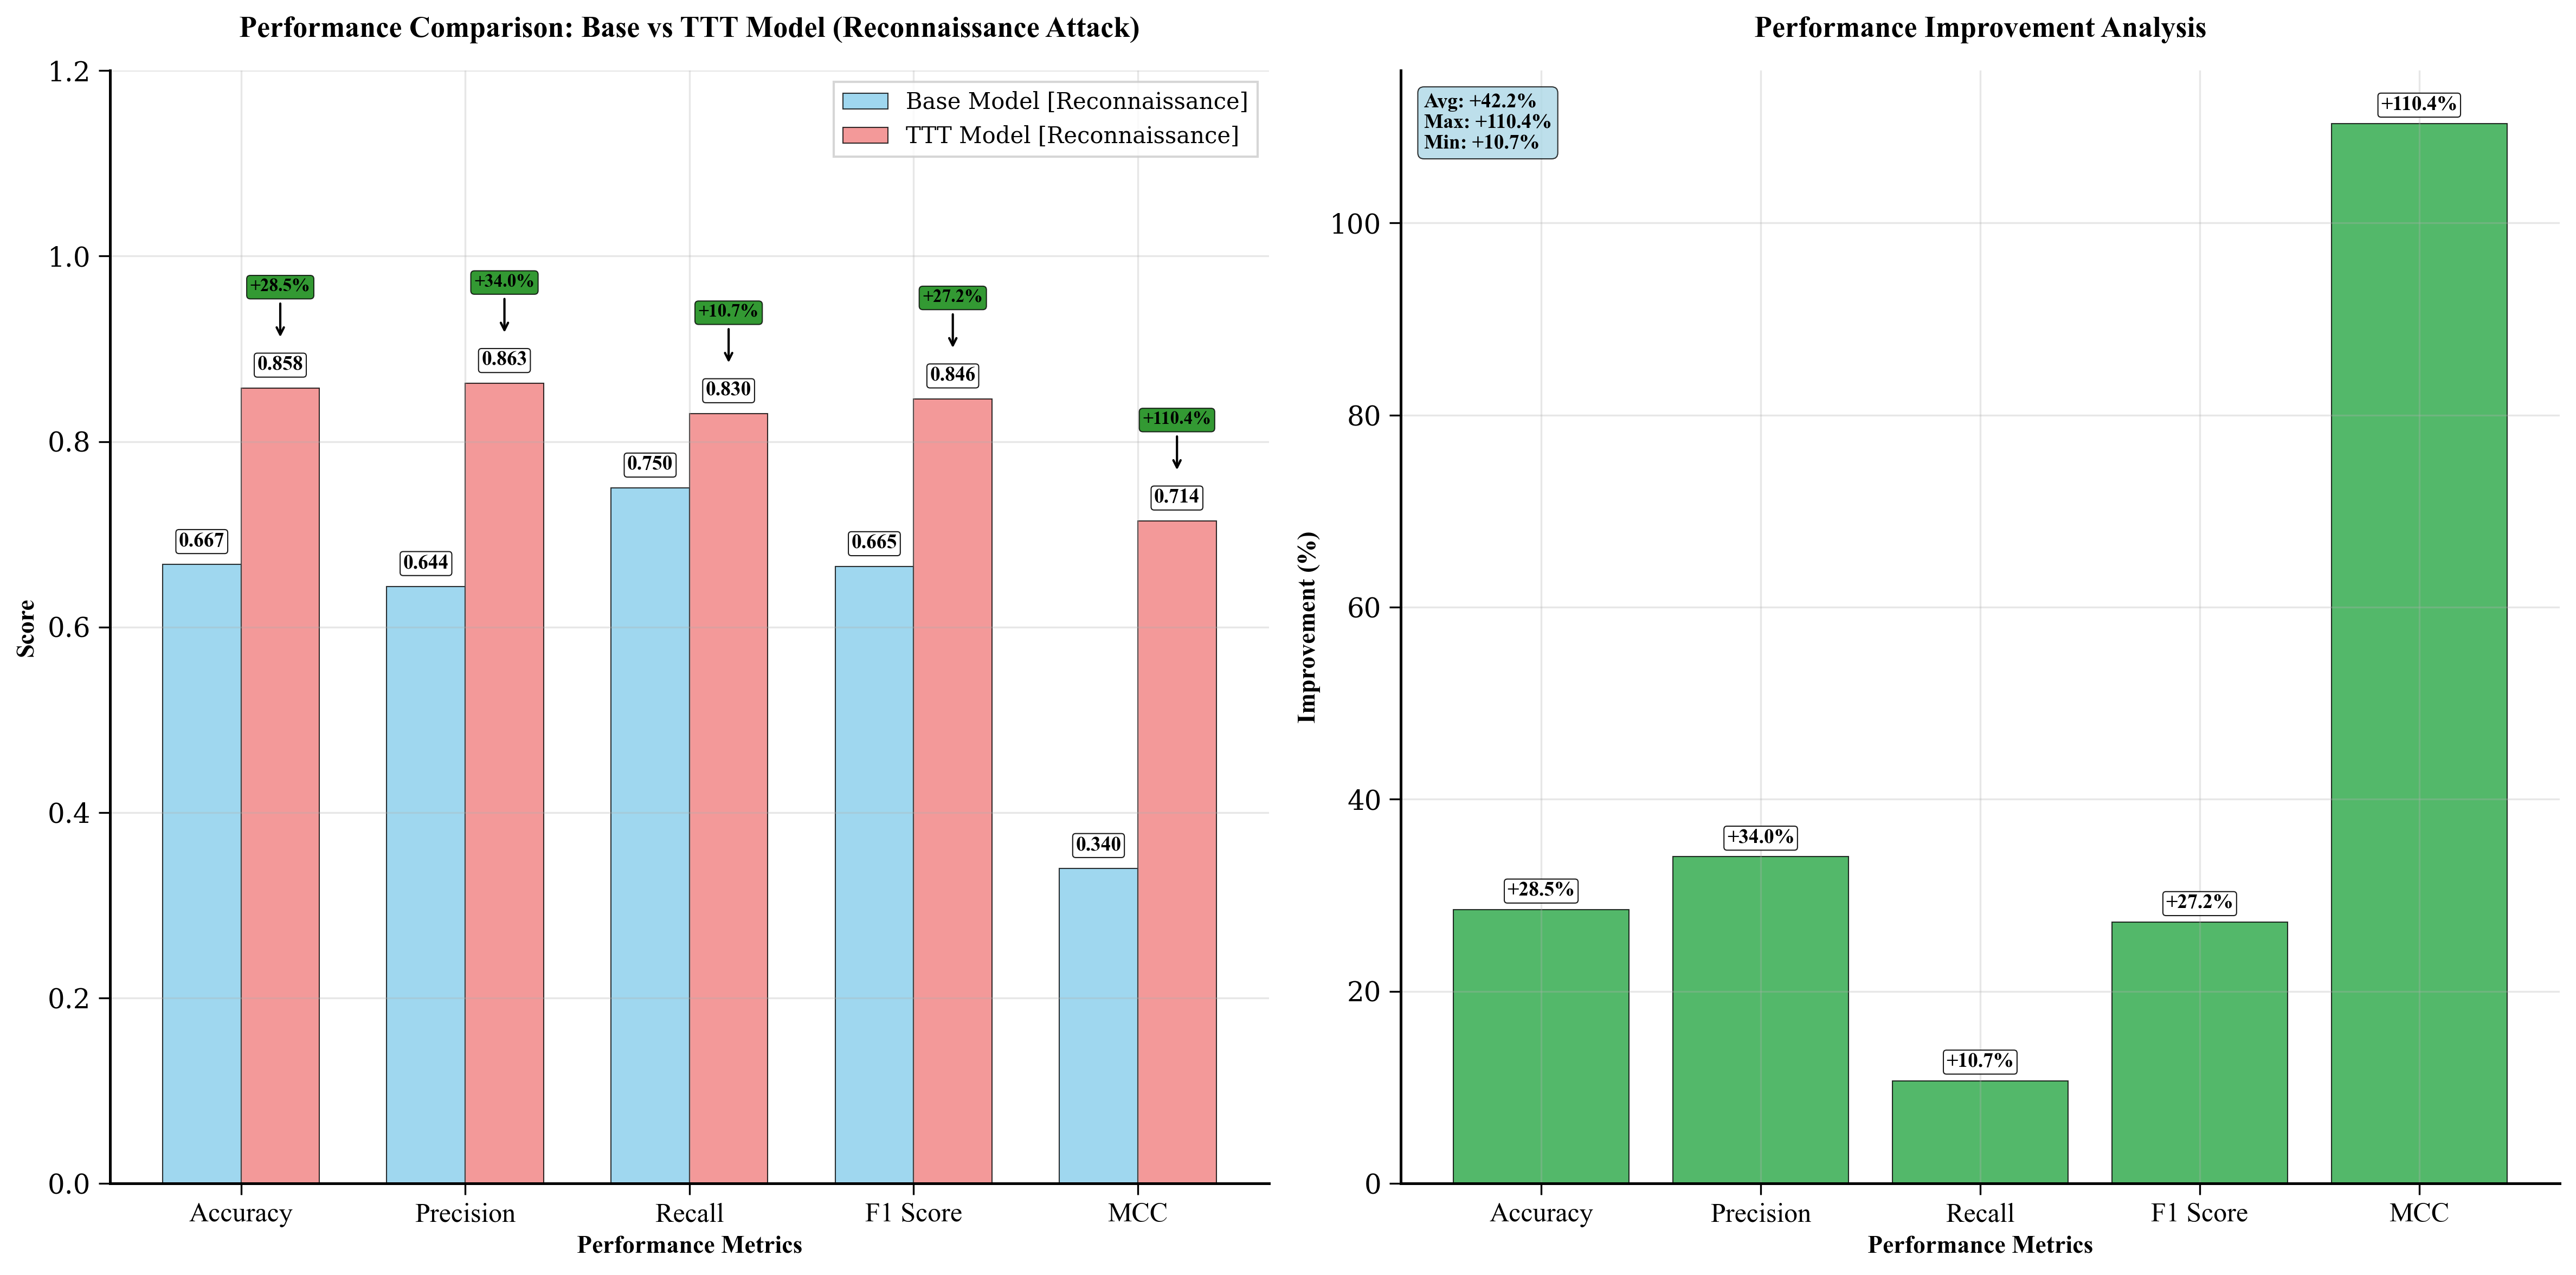 Performance Comparison: Base vs TTT Model (Reconnaissance Attack)
Base Model [Reconnaissance]
TTT Model [Reconnaissance]
Score
1.2
1.0
0.8
0.6
0.4
0.2
0.0
+28.5%
+34.0%
+10.7%
+27.2%
+110.4%
0.667
0.858
0.644
0.863
0.750
0.830
0.665
0.846
0.340
0.714
Accuracy
Precision
Recall
F1 Score
MCC
Performance Metrics
Performance Improvement Analysis
Avg: +42.2%
Max: +110.4%
Min: +10.7%
Improvement (%)
100
80
60
40
20
0
+28.5%
+34.0%
+10.7%
+27.2%
+110.4%
Accuracy
Precision
Recall
F1 Score
MCC
Performance Metrics